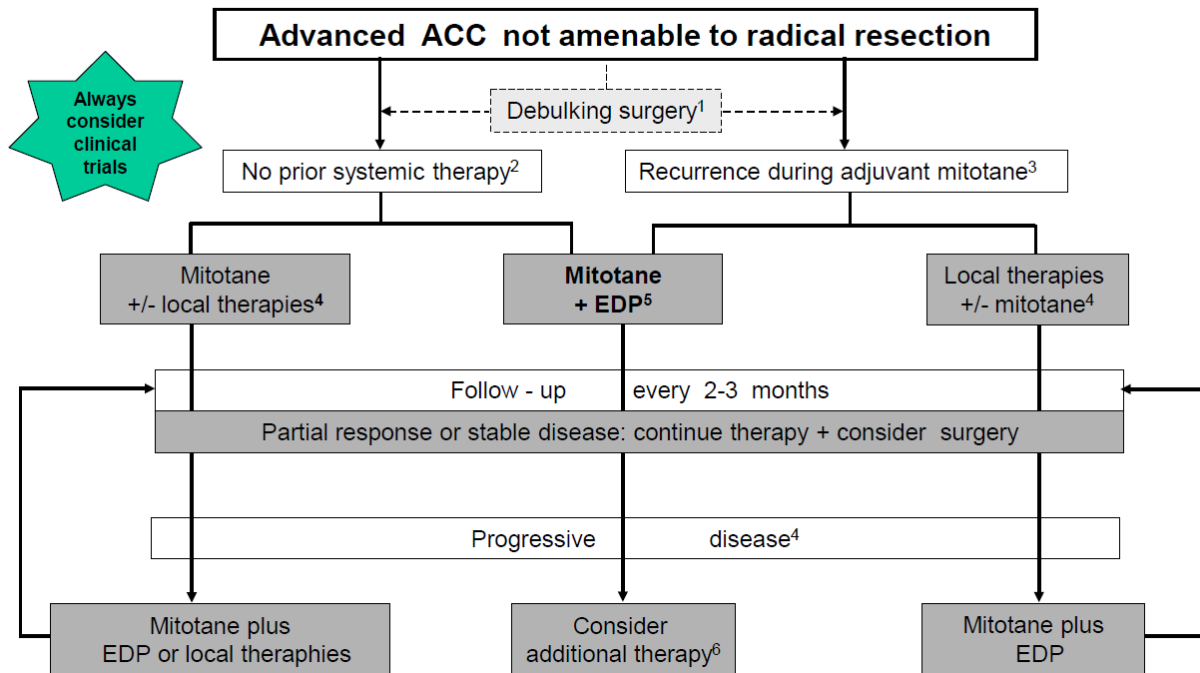 Advanced ACC not amenable to radical resection
Always
consider
clinical
trials
Debulking surgery¹
No prior systemic therapy²
Recurrence during adjuvant mitotane³
Mitotane
+/- local therapies⁴
Mitotane
+ EDP⁵
Local therapies
+/- mitotane⁴
Follow - up every 2-3 months
Partial response or stable disease: continue therapy + consider surgery
Progressive disease⁴
Mitotane plus
EDP or local theraphies
Consider
additional therapy⁶
Mitotane plus
EDP